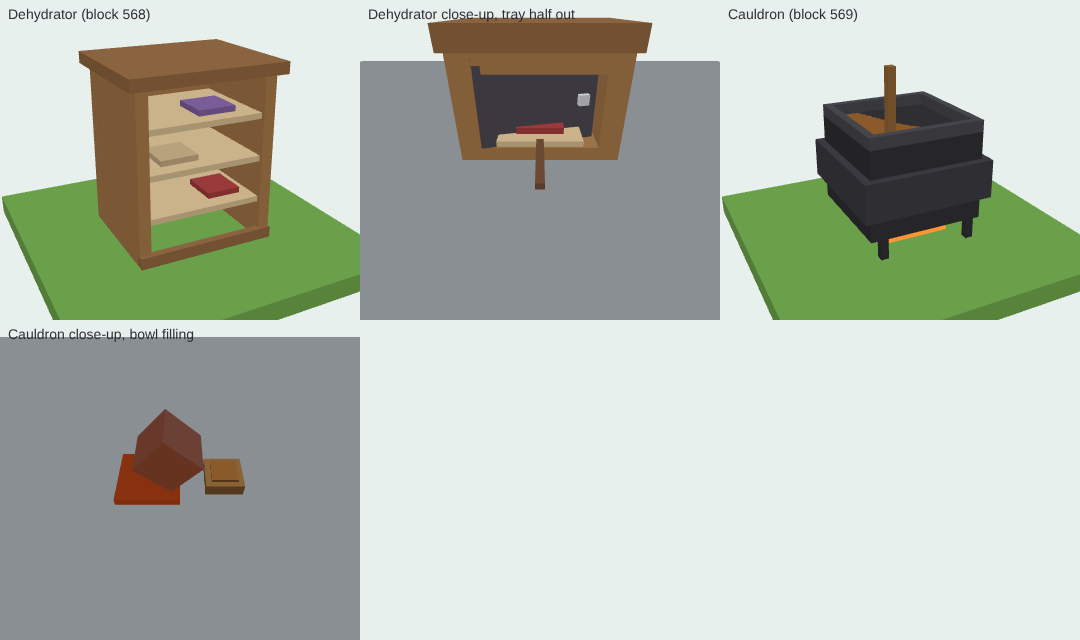 Dehydrator (block 568)
Dehydrator close-up, tray half out
Cauldron (block 569)
Cauldron close-up, bowl filling